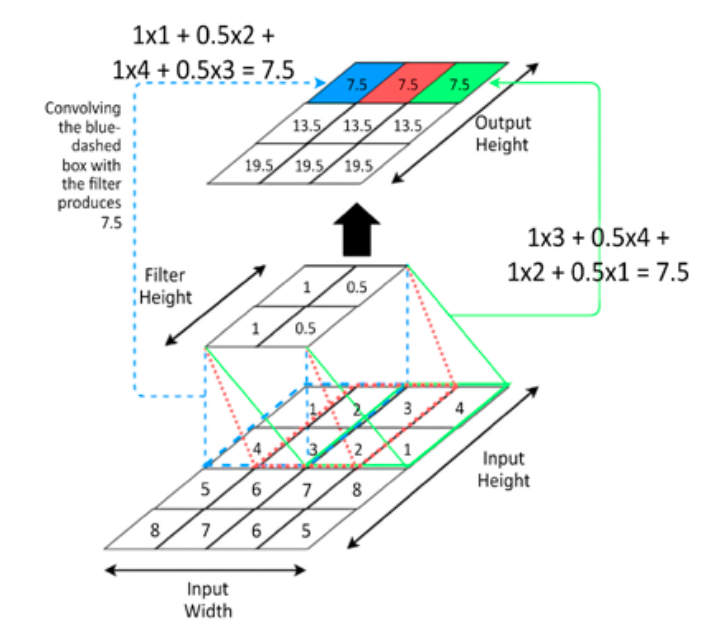 1x1 + 0.5x2 +
1x4 + 0.5x3 = 7.5
Convolving
the blue-
dashed
box with
the filter
produces
7.5
7.5 7.5 7.5
13.5 13.5 13.5
19.5 19.5 19.5
Output
Height
1x3 + 0.5x4 +
1x2 + 0.5x1 = 7.5
Filter
Height
1 0.5
1 0.5
1 2 3 4
4 3 2 1
5 6 7 8
8 7 6 5
Input
Height
Input
Width